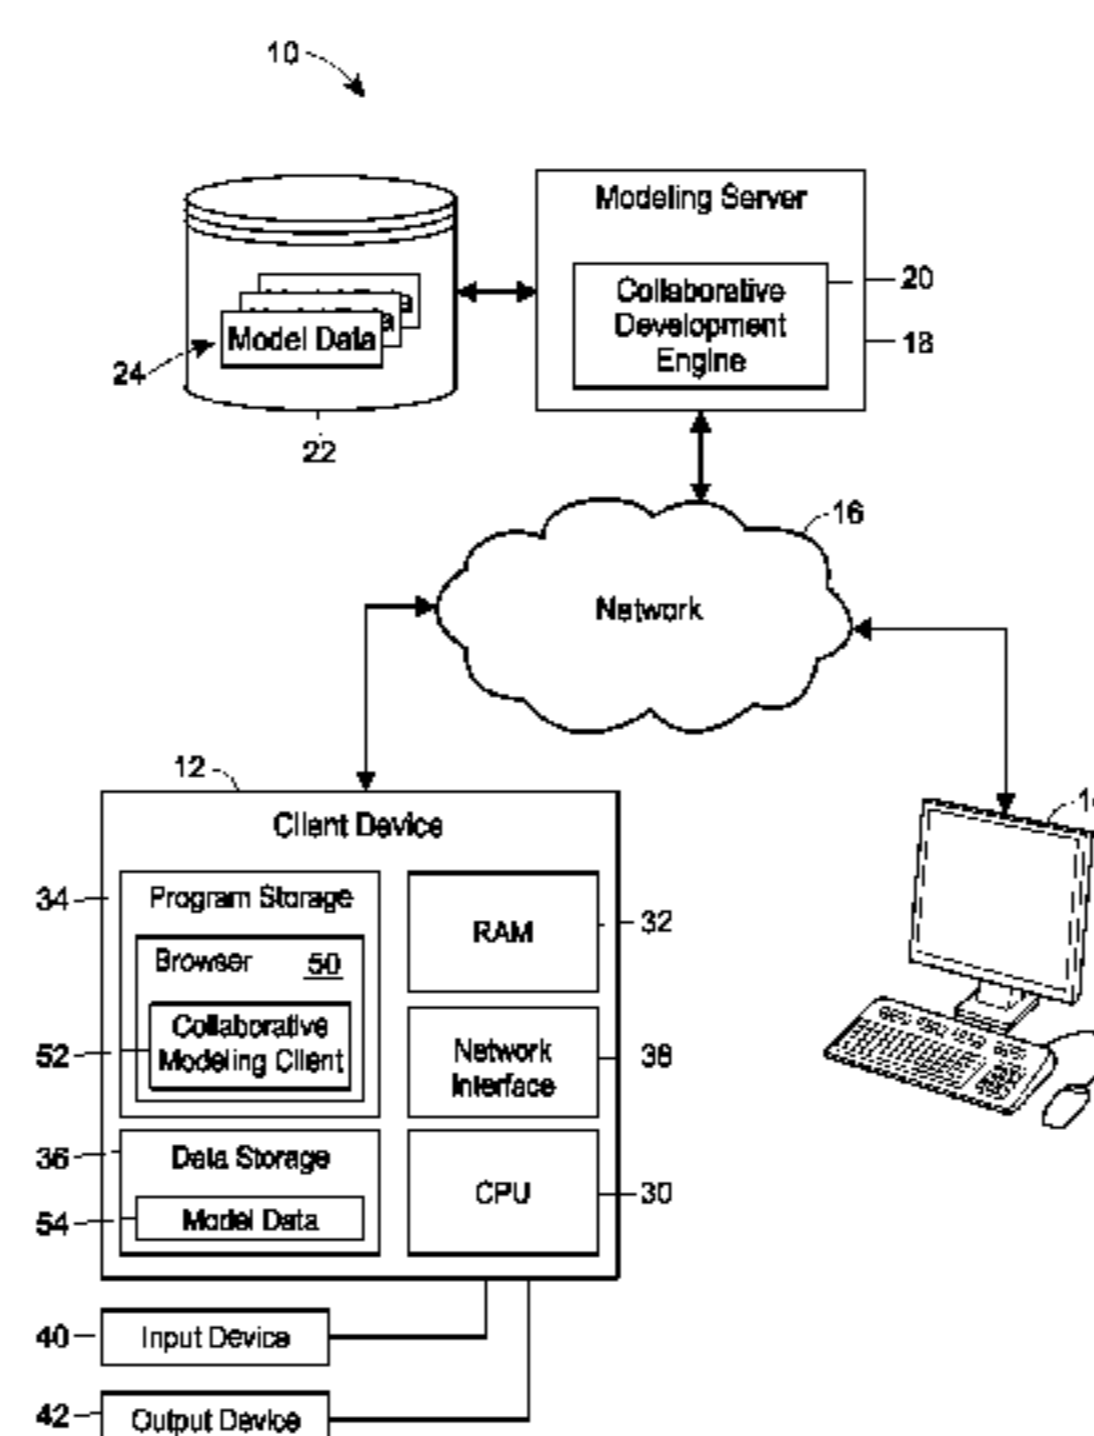 10
Modeling Server
Collaborative
Development
Engine
20
18
Model Data
24
22
16
Network
12
Client Device
34
Program Storage
Browser 50
Collaborative
Modeling Client
52
RAM
32
Network
Interface
38
36
Data Storage
54
Model Data
CPU
30
40
Input Device
42
Output Device